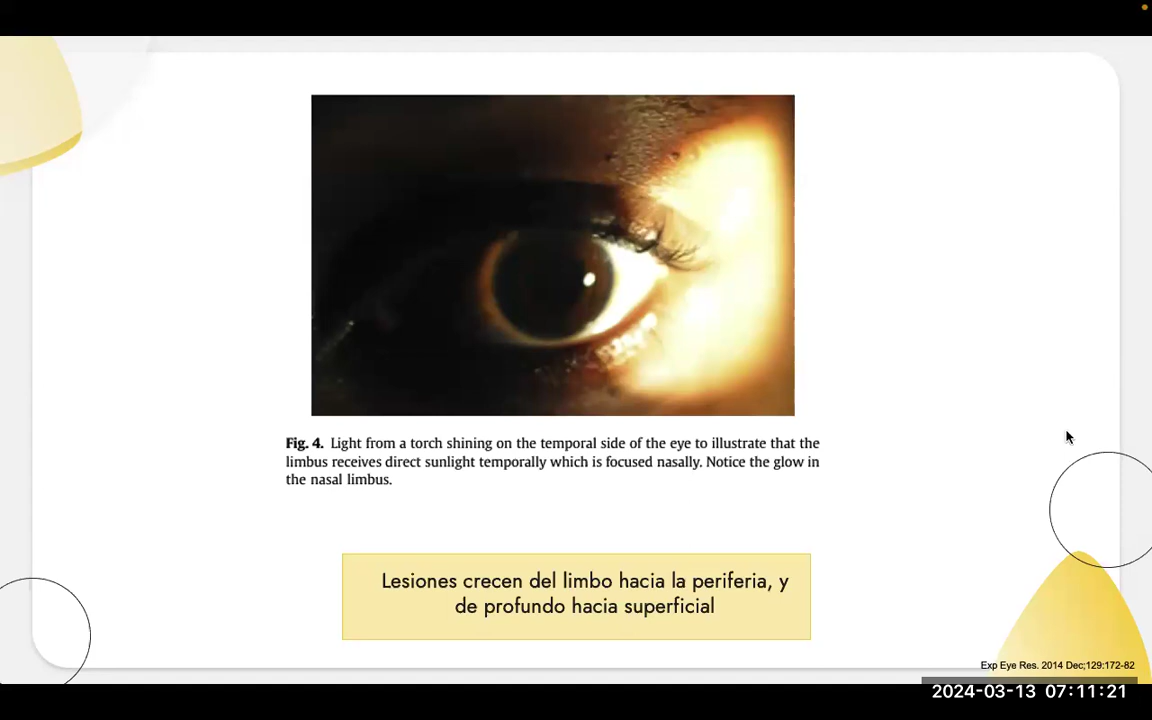 Fig. 4. Light from a torch shining on the temporal side of the eye to illustrate that the
limbus receives direct sunlight temporally which is focused nasally. Notice the glow in
the nasal limbus.
Lesiones crecen del limbo hacia la periferia, y
de profundo hacia superficial
Exp Eye Res. 2014 Dec;129:172-82
2024-03-13 07:11:21